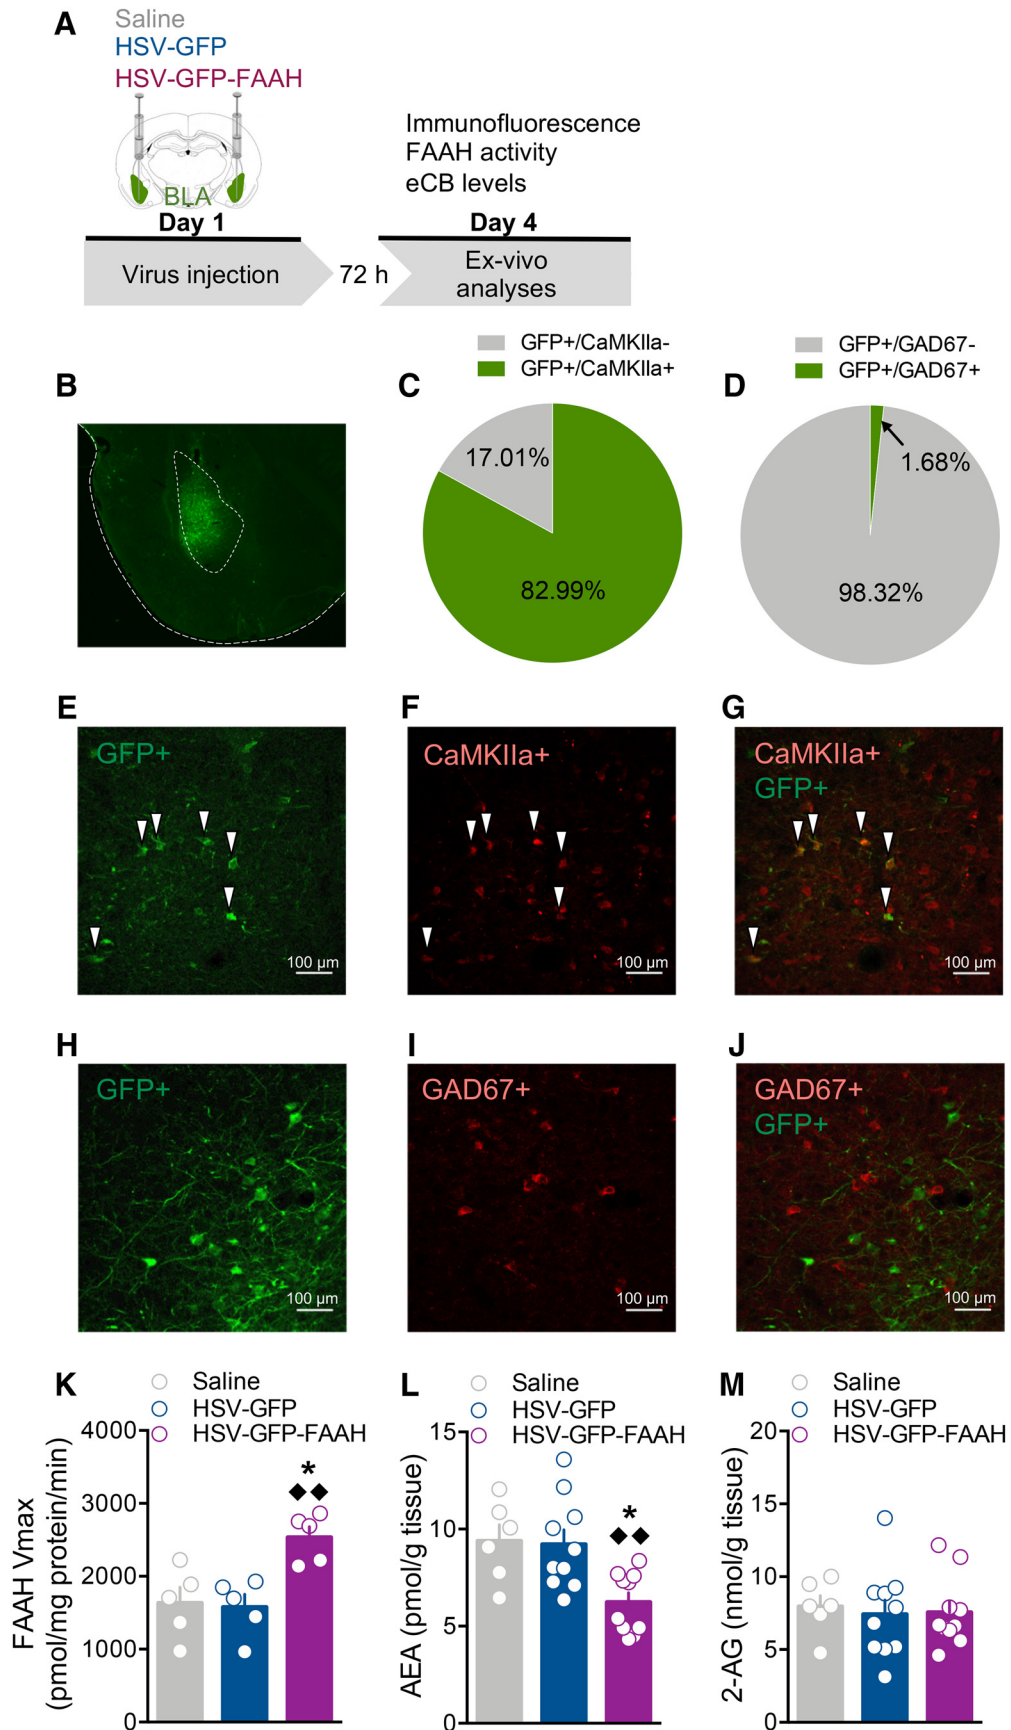 A
Saline
HSV-GFP
HSV-GFP-FAAH
BLA
Immunofluorescence
FAAH activity
eCB levels
Day 1
Day 4
Virus injection
72 h
Ex-vivo
analyses
B
C
GFP+/CaMKIIa-
GFP+/CaMKIIa+
17.01%
82.99%
D
GFP+/GAD67-
GFP+/GAD67+
1.68%
98.32%
E
GFP+
100 µm
F
CaMKIIa+
100 µm
G
CaMKIIa+
GFP+
100 µm
H
GFP+
100 µm
I
GAD67+
100 µm
J
GAD67+
GFP+
100 µm
K
Saline
HSV-GFP
HSV-GFP-FAAH
FAAH Vmax
(pmol/mg protein/min)
4000
3000
2000
1000
0
*
◆◆
L
Saline
HSV-GFP
HSV-GFP-FAAH
AEA (pmol/g tissue)
15
10
5
0
*
◆◆
M
Saline
HSV-GFP
HSV-GFP-FAAH
2-AG (nmol/g tissue)
20
15
10
5
0